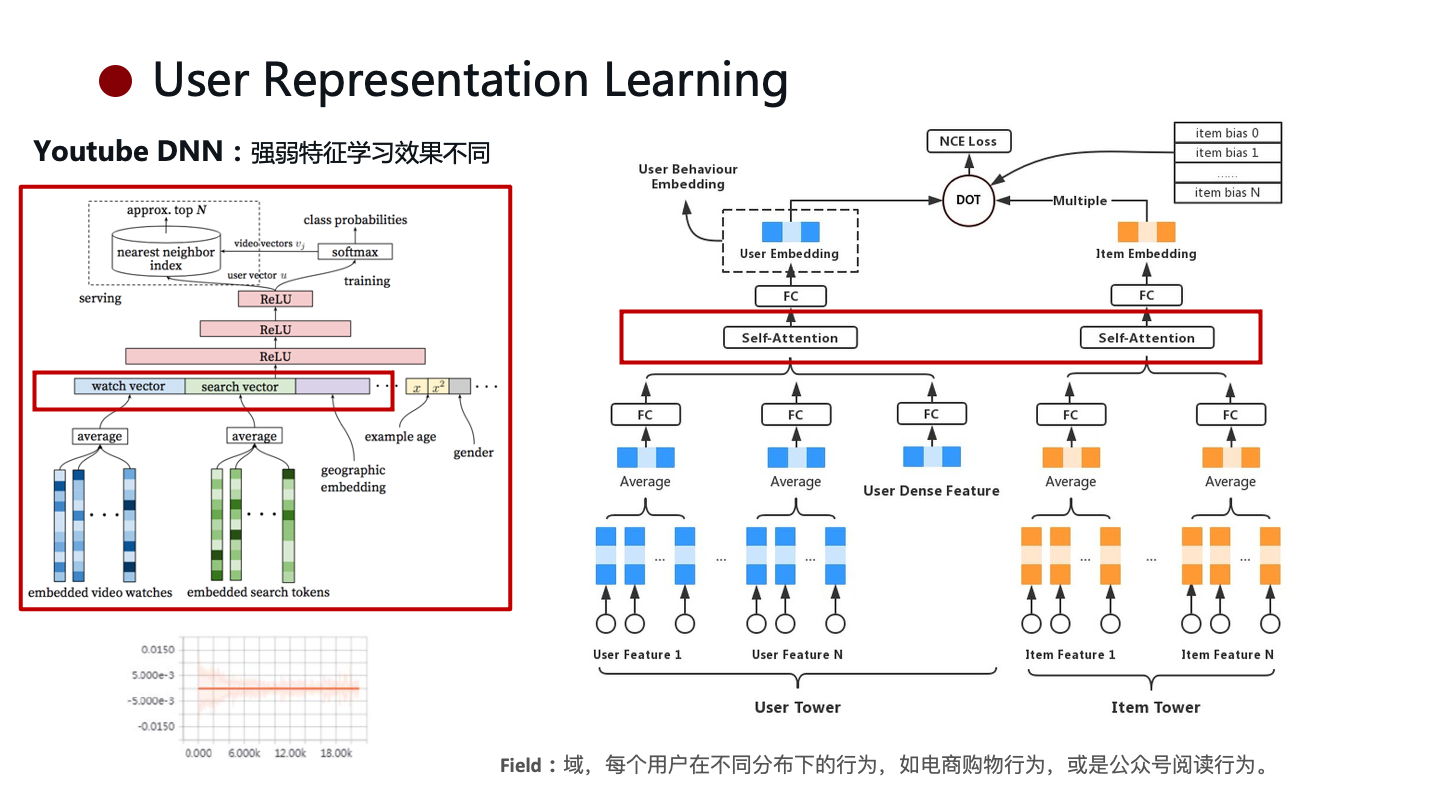 User Representation Learning
Youtube DNN：强弱特征学习效果不同
approx. top N
class probabilities
nearest neighbor
index
video vectors vj
softmax
user vector u
training
serving
ReLU
ReLU
ReLU
watch vector
search vector
x
x²
average
average
example age
gender
geographic
embedding
embedded video watches
embedded search tokens
0.0150
5.000e-3
-5.000e-3
-0.0150
0.000
6.000k
12.00k
18.00k
NCE Loss
item bias 0
item bias 1
......
item bias N
User Behaviour
Embedding
DOT
Multiple
User Embedding
Item Embedding
FC
FC
Self-Attention
Self-Attention
FC
FC
FC
FC
FC
Average
Average
User Dense Feature
Average
Average
...
...
...
...
...
...
User Feature 1
User Feature N
Item Feature 1
Item Feature N
User Tower
Item Tower
Field：域，每个用户在不同分布下的行为，如电商购物行为，或是公众号阅读行为。